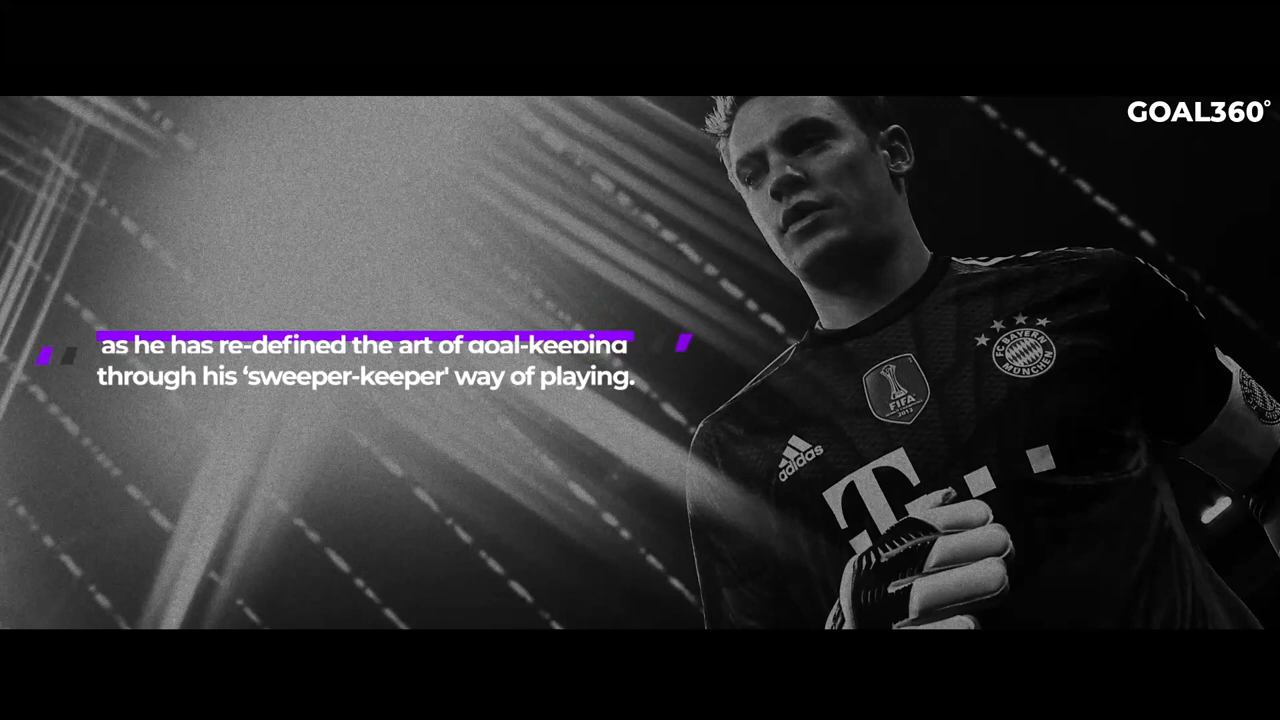 GOAL360°
as he has re-defined the art of goal-keeping
through his ‘sweeper-keeper' way of playing.
FC BAYERN
MÜNCHEN
FIFA
2013
adidas
T